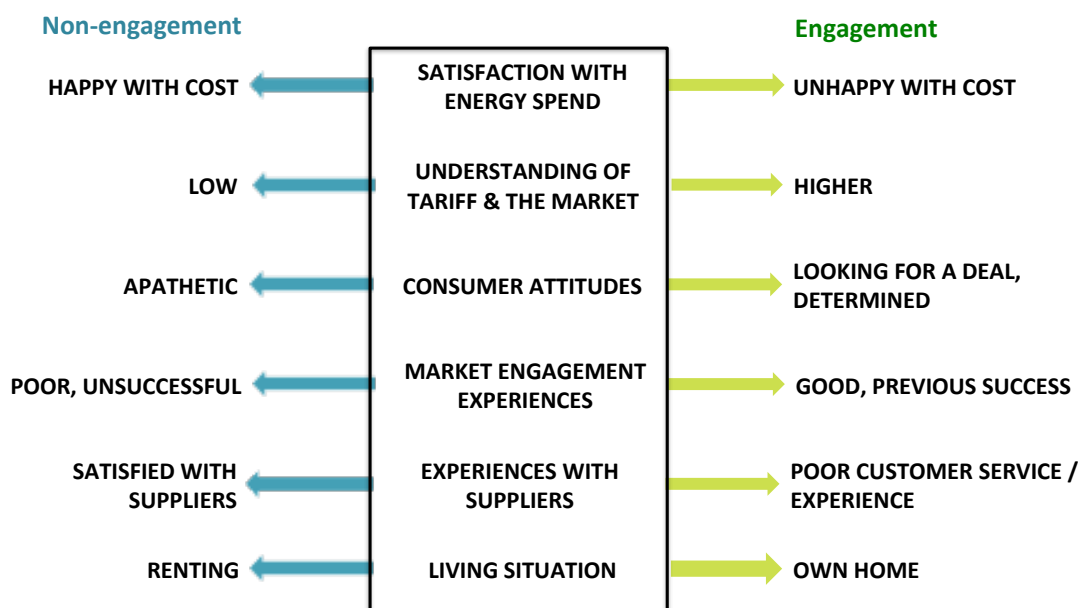 Non-engagement
Engagement
HAPPY WITH COST
SATISFACTION WITH
ENERGY SPEND
UNHAPPY WITH COST
LOW
UNDERSTANDING OF
TARIFF & THE MARKET
HIGHER
APATHETIC
CONSUMER ATTITUDES
LOOKING FOR A DEAL,
DETERMINED
POOR, UNSUCCESSFUL
MARKET ENGAGEMENT
EXPERIENCES
GOOD, PREVIOUS SUCCESS
SATISFIED WITH
SUPPLIERS
EXPERIENCES WITH
SUPPLIERS
POOR CUSTOMER SERVICE /
EXPERIENCE
RENTING
LIVING SITUATION
OWN HOME